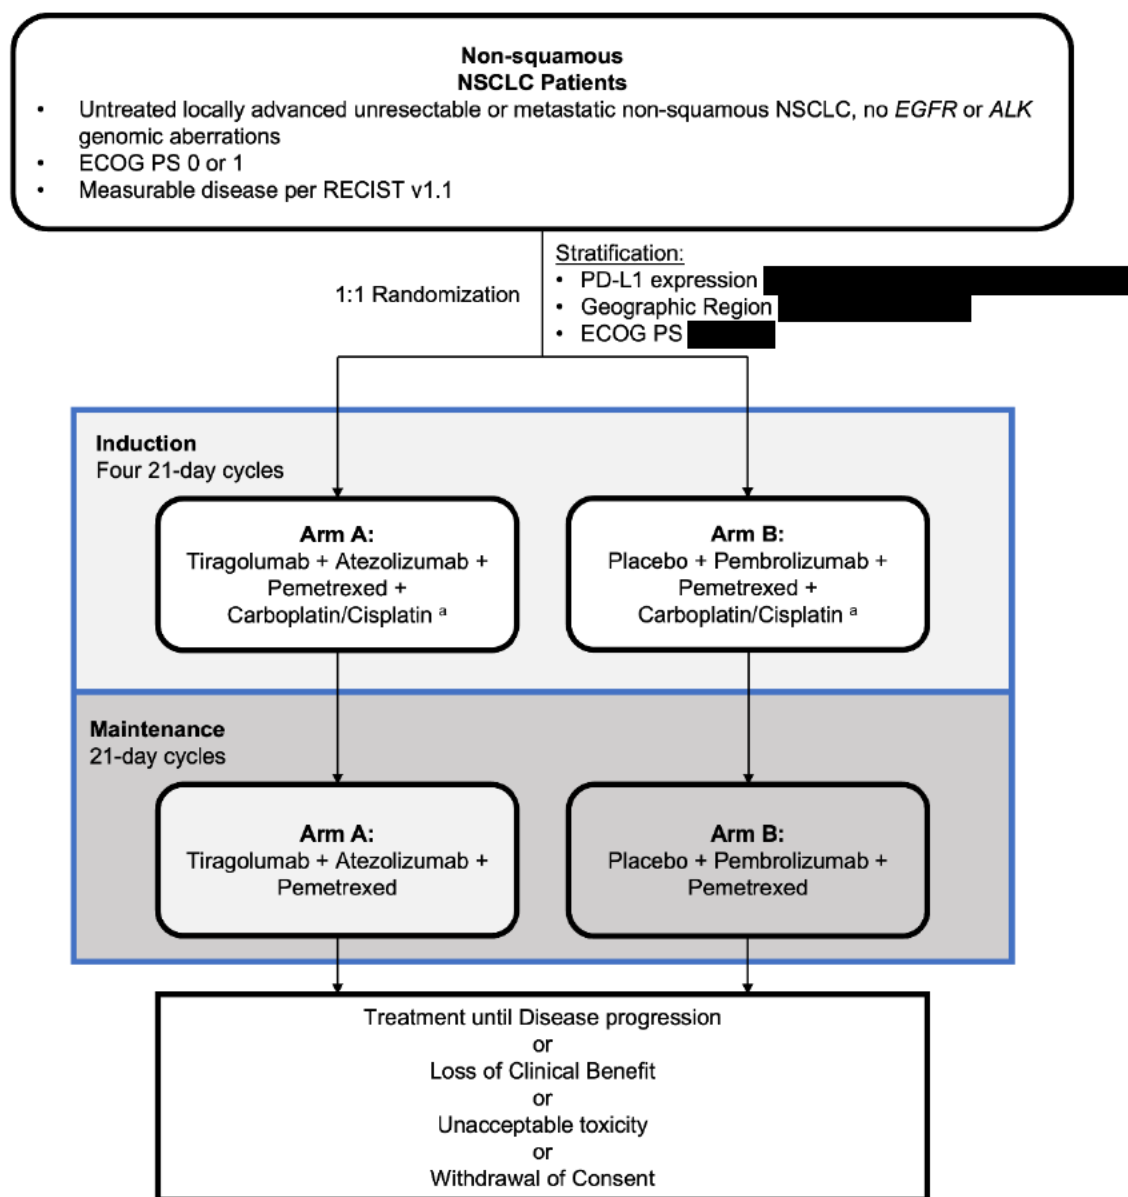 Non-squamous
NSCLC Patients
• Untreated locally advanced unresectable or metastatic non-squamous NSCLC, no EGFR or ALK
genomic aberrations
• ECOG PS 0 or 1
• Measurable disease per RECIST v1.1
1:1 Randomization
Stratification:
• PD-L1 expression
• Geographic Region
• ECOG PS
Induction
Four 21-day cycles
Arm A:
Tiragolumab + Atezolizumab +
Pemetrexed +
Carboplatin/Cisplatin ᵃ
Arm B:
Placebo + Pembrolizumab +
Pemetrexed +
Carboplatin/Cisplatin ᵃ
Maintenance
21-day cycles
Arm A:
Tiragolumab + Atezolizumab +
Pemetrexed
Arm B:
Placebo + Pembrolizumab +
Pemetrexed
Treatment until Disease progression
or
Loss of Clinical Benefit
or
Unacceptable toxicity
or
Withdrawal of Consent